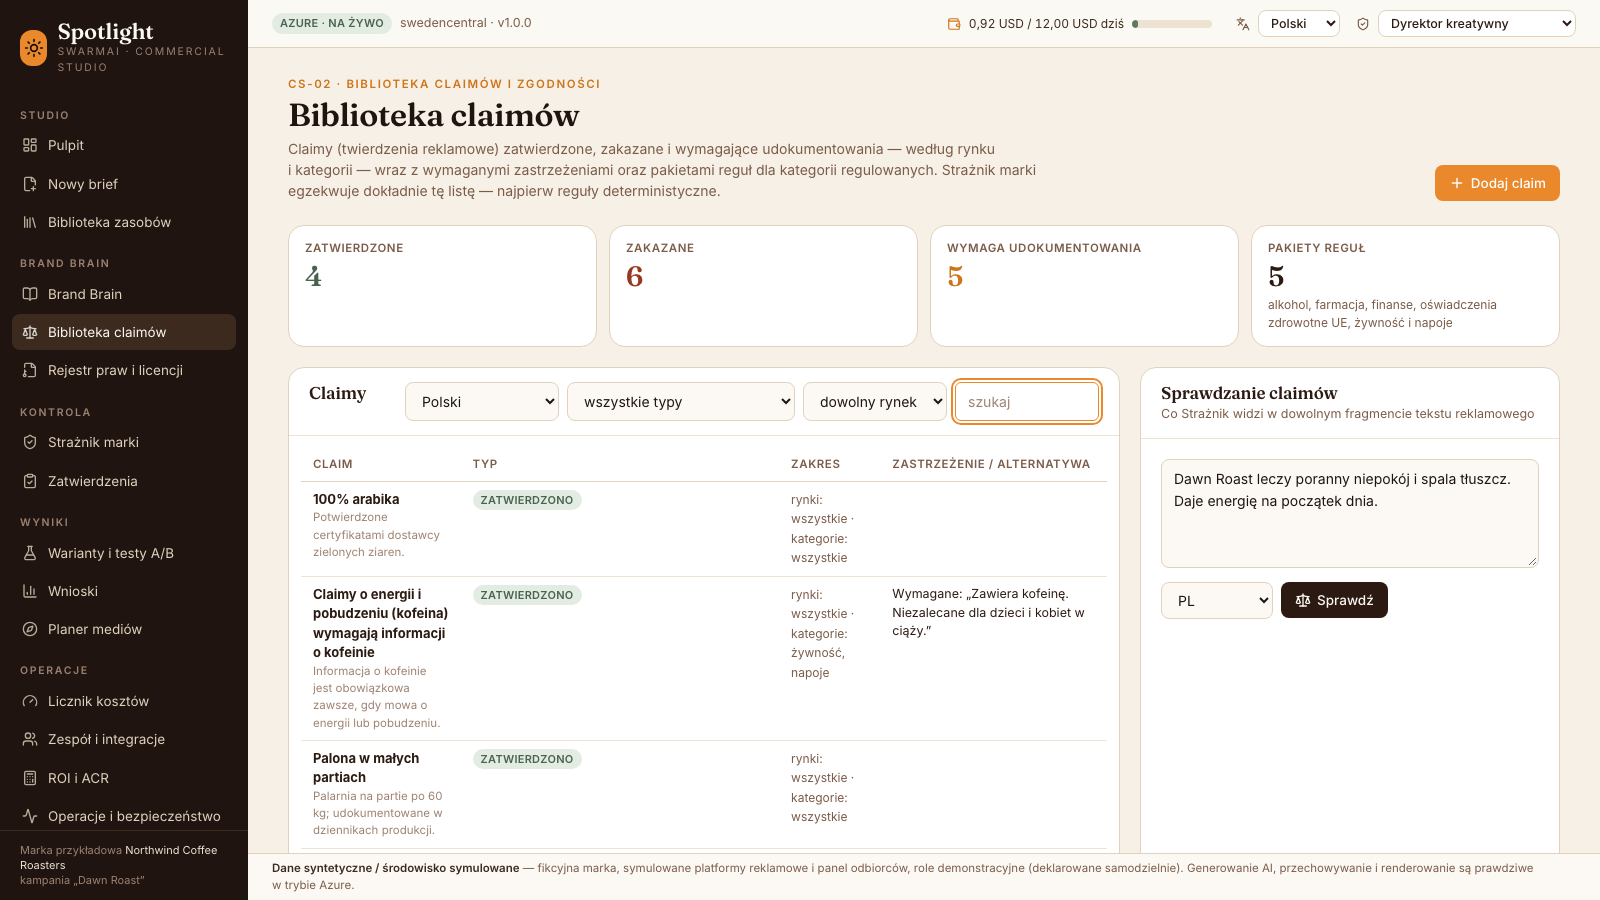 Spotlight
SWARMAI · COMMERCIAL
STUDIO
STUDIO
Pulpit
Nowy brief
Biblioteka zasobów
BRAND BRAIN
Brand Brain
Biblioteka claimów
Rejestr praw i licencji
KONTROLA
Strażnik marki
Zatwierdzenia
WYNIKI
Warianty i testy A/B
Wnioski
Planer mediów
OPERACJE
Licznik kosztów
Zespół i integracje
ROI i ACR
Operacje i bezpieczeństwo
Marka przykładowa Northwind Coffee
Roasters
kampania „Dawn Roast”
AZURE · NA ŻYWO swedencentral · v1.0.0
0,92 USD / 12,00 USD dziś
Polski
Dyrektor kreatywny
CS-02 · BIBLIOTEKA CLAIMÓW I ZGODNOŚCI
Biblioteka claimów
Claimy (twierdzenia reklamowe) zatwierdzone, zakazane i wymagające udokumentowania — według rynku
i kategorii — wraz z wymaganymi zastrzeżeniami oraz pakietami reguł dla kategorii regulowanych. Strażnik marki
egzekwuje dokładnie tę listę — najpierw reguły deterministyczne.
Dodaj claim
ZATWIERDZONE
4
ZAKAZANE
6
WYMAGA UDOKUMENTOWANIA
5
PAKIETY REGUŁ
5
alkohol, farmacja, finanse, oświadczenia
zdrowotne UE, żywność i napoje
Claimy
Polski
wszystkie typy
dowolny rynek
szukaj
CLAIM TYP ZAKRES ZASTRZEŻENIE / ALTERNATYWA
100% arabika
Potwierdzone
certyfikatami dostawcy
zielonych ziaren.
ZATWIERDZONO
rynki:
wszystkie ·
kategorie:
wszystkie
Claimy o energii i
pobudzeniu (kofeina)
wymagają informacji
o kofeinie
Informacja o kofeinie
jest obowiązkowa
zawsze, gdy mowa o
energii lub pobudzeniu.
ZATWIERDZONO
rynki:
wszystkie ·
kategorie:
żywność,
napoje
Wymagane: „Zawiera kofeinę.
Niezalecane dla dzieci i kobiet w
ciąży.”
Palona w małych
partiach
Palarnia na partie po 60
kg; udokumentowane w
dziennikach produkcji.
ZATWIERDZONO
rynki:
wszystkie ·
kategorie:
wszystkie
Sprawdzanie claimów
Co Strażnik widzi w dowolnym fragmencie tekstu reklamowego
Dawn Roast leczy poranny niepokój i spala tłuszcz.
Daje energię na początek dnia.
PL
Sprawdź
Dane syntetyczne / środowisko symulowane — fikcyjna marka, symulowane platformy reklamowe i panel odbiorców, role demonstracyjne (deklarowane samodzielnie). Generowanie AI, przechowywanie i renderowanie są prawdziwe
w trybie Azure.